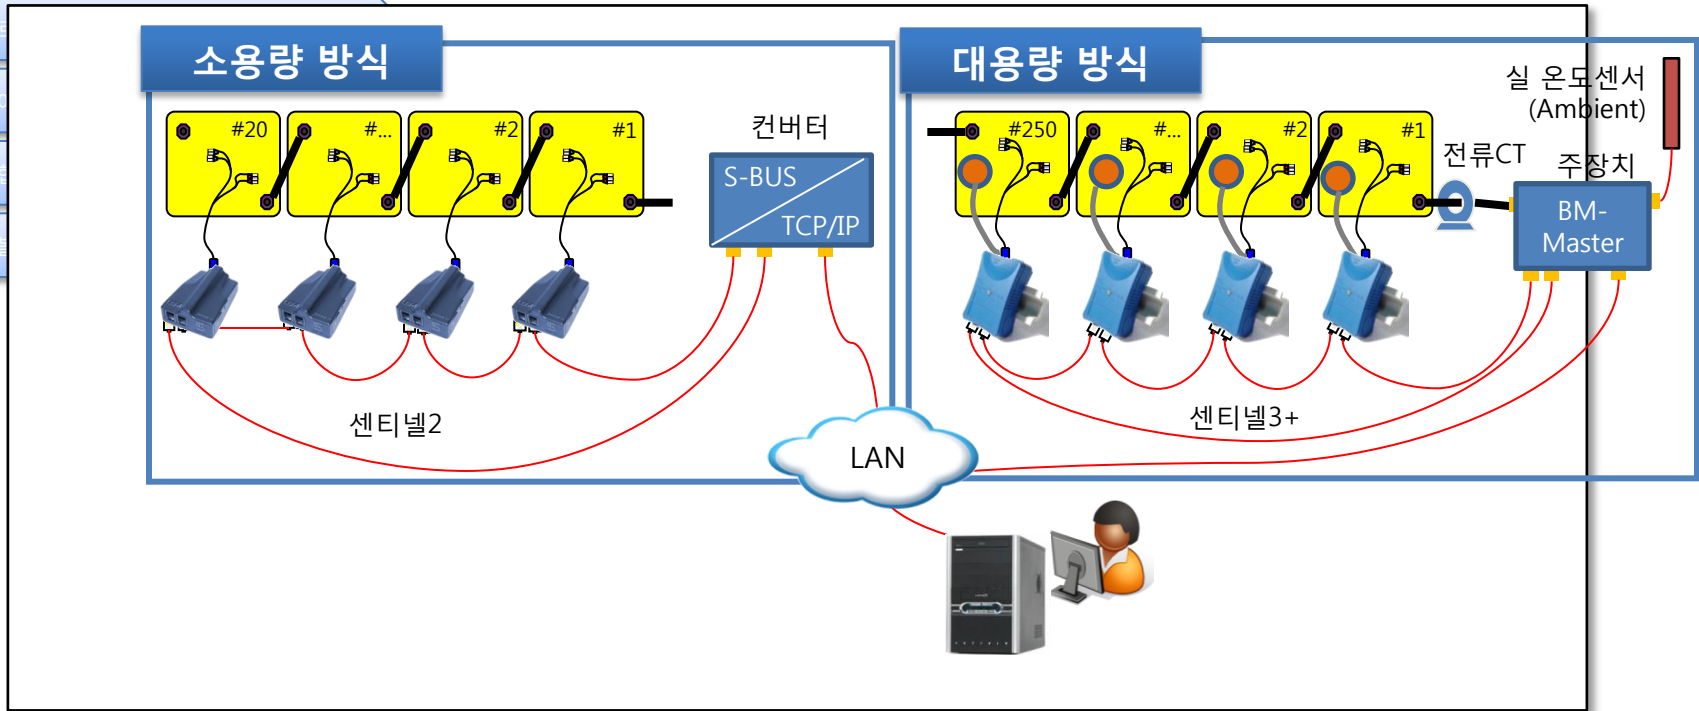 소용량 방식
#20
#...
#2
#1
컨버터
S-BUS
TCP/IP
센티넬2
대용량 방식
실 온도센서
(Ambient)
#250
#...
#2
#1
전류CT
주장치
BM-
Master
센티넬3+
LAN